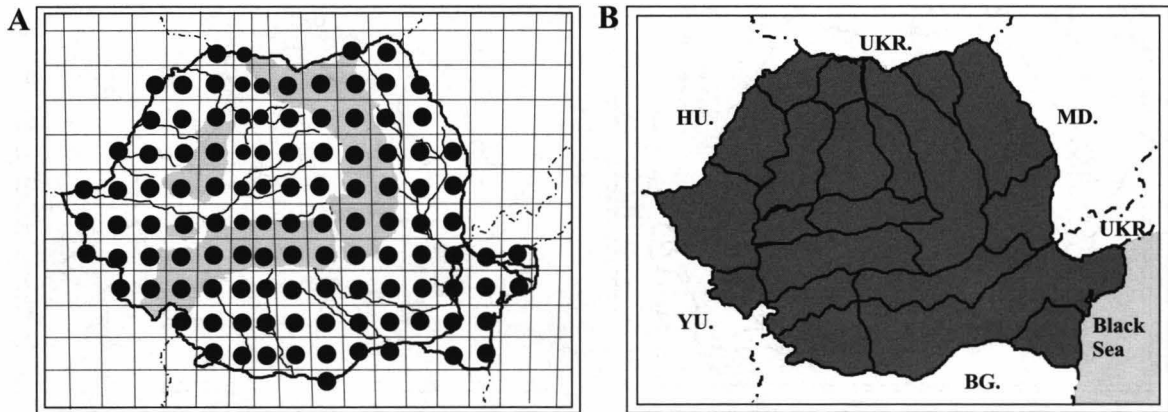 A
B
UKR.
HU.
MD.
UKR.
YU.
Black
Sea
BG.